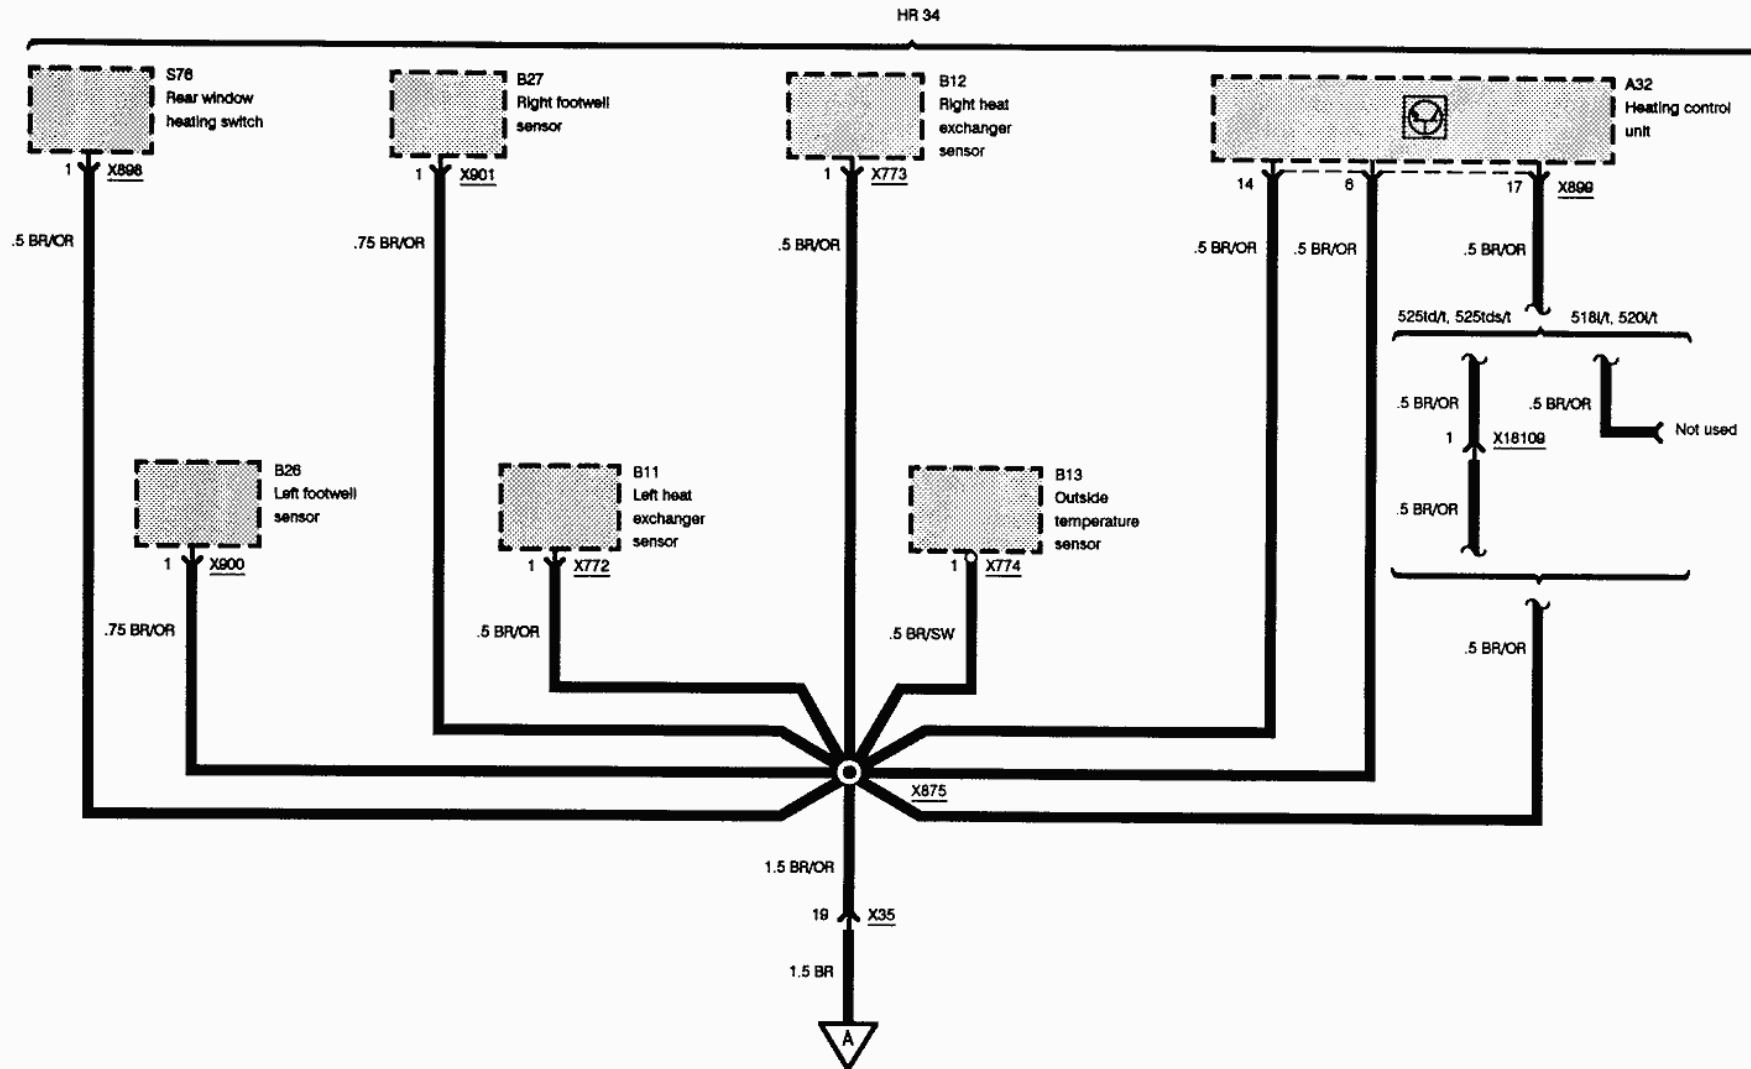 HR 34
S76
Rear window
heating switch
B27
Right footwell
sensor
B12
Right heat
exchanger
sensor
A32
Heating control
unit
1 X898
1 X901
1 X773
14
6
17 X899
.5 BR/OR
.75 BR/OR
.5 BR/OR
.5 BR/OR
.5 BR/OR
.5 BR/OR
525td/t, 525tds/t
518i/t, 520i/t
.5 BR/OR
.5 BR/OR
Not used
1 X18109
B26
Left footwell
sensor
B11
Left heat
exchanger
sensor
B13
Outside
temperature
sensor
.5 BR/OR
1 X900
1 X772
1 X774
.75 BR/OR
.5 BR/OR
.5 BR/SW
.5 BR/OR
X875
1.5 BR/OR
19 X35
1.5 BR
A